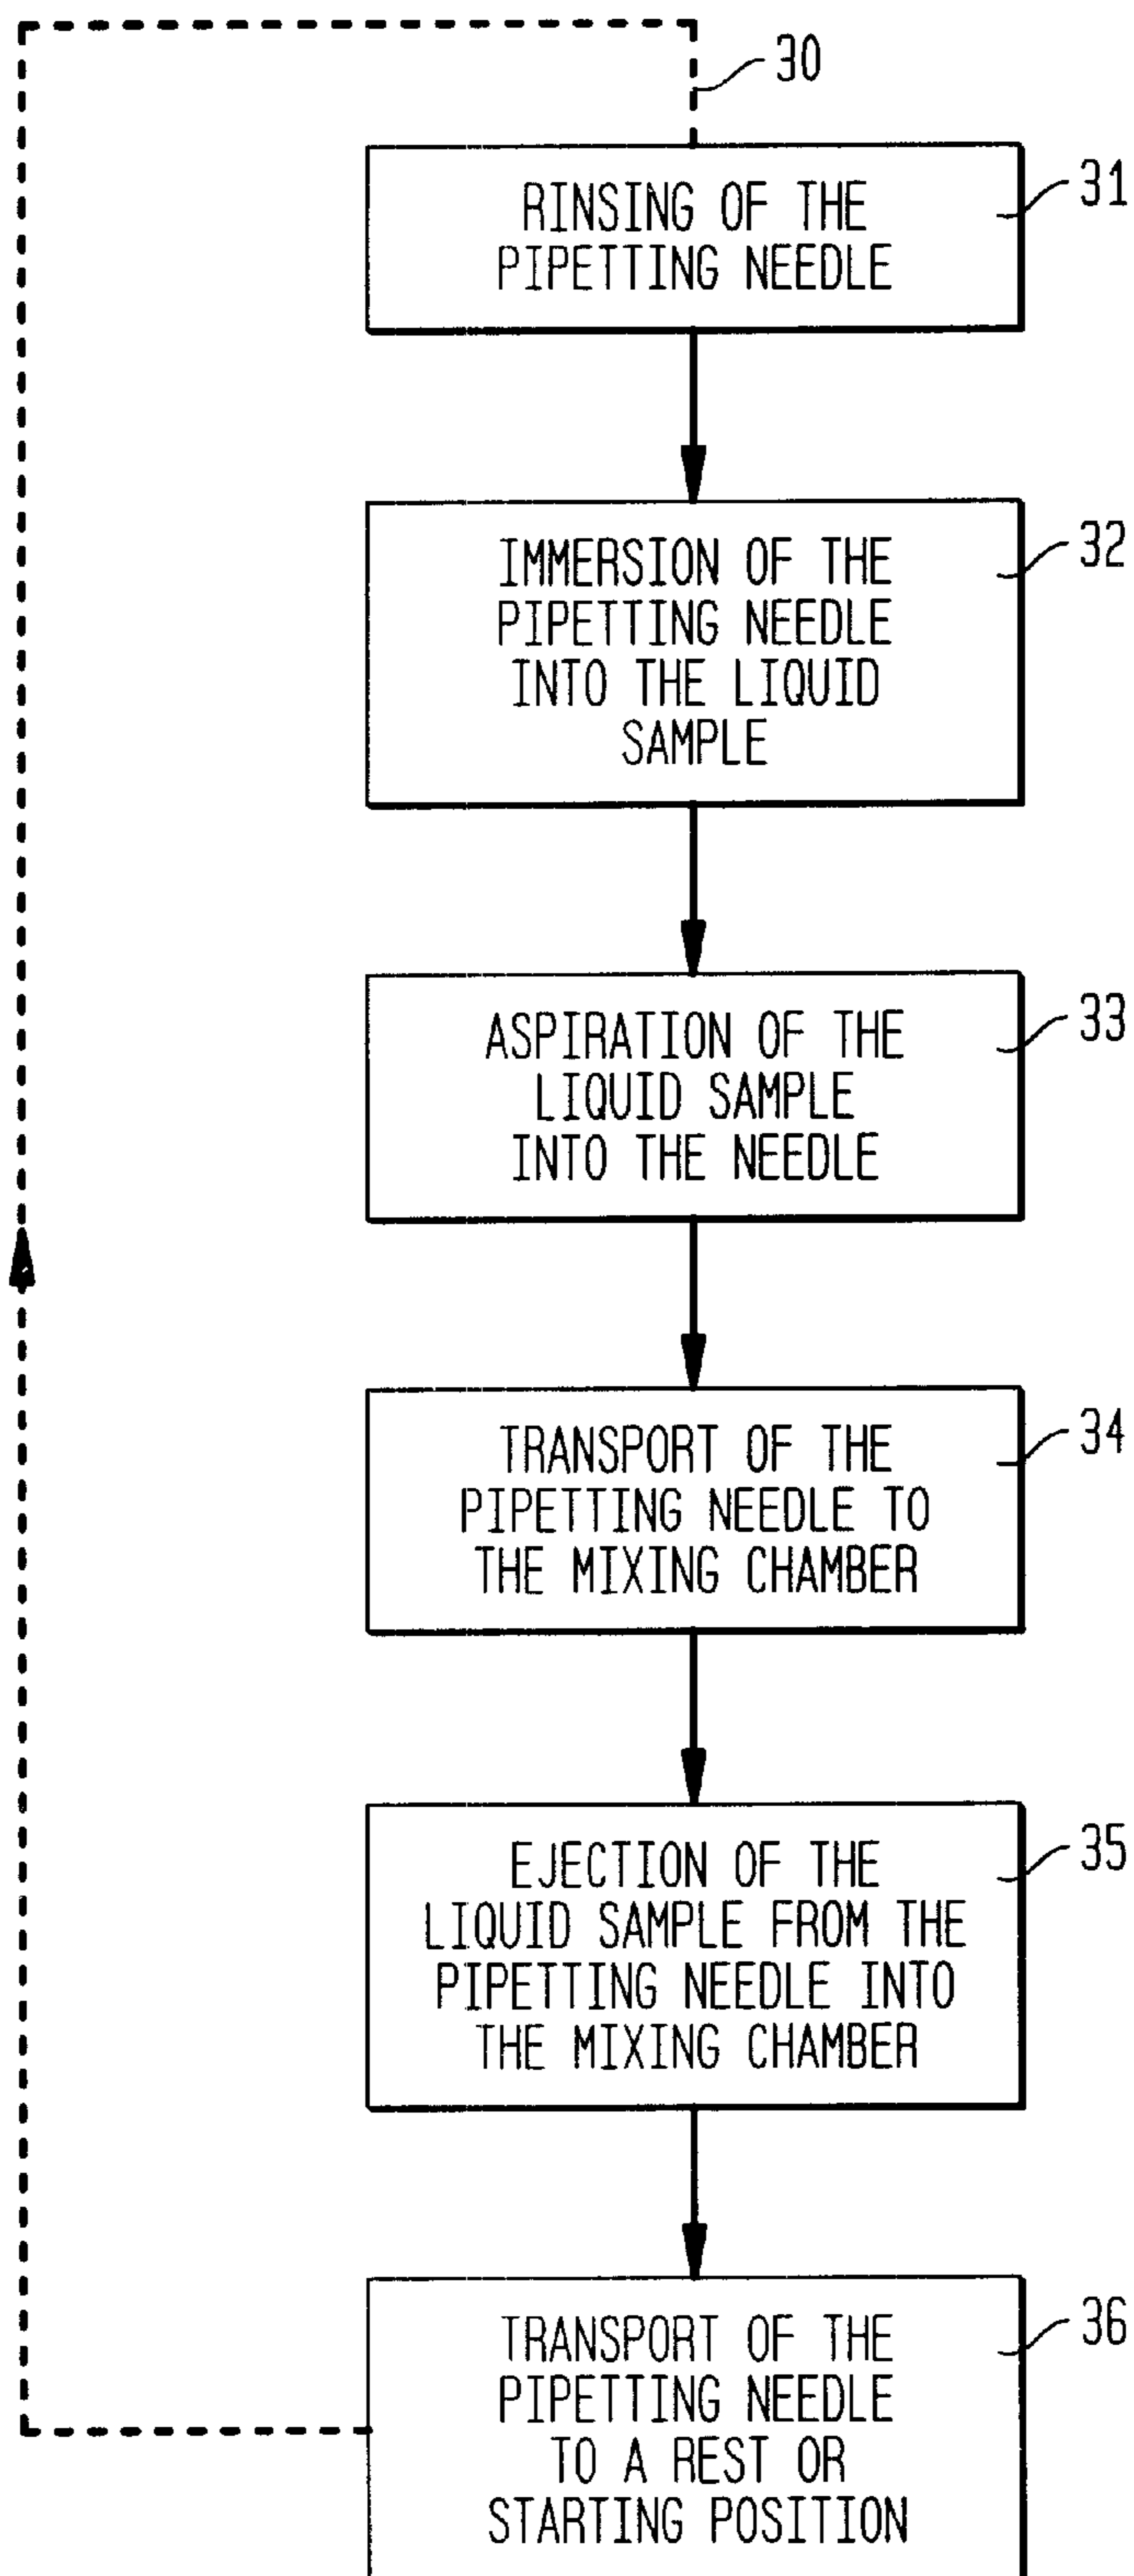 30
RINSING OF THE
PIPETTING NEEDLE
31
IMMERSION OF THE
PIPETTING NEEDLE
INTO THE LIQUID
SAMPLE
32
ASPIRATION OF THE
LIQUID SAMPLE
INTO THE NEEDLE
33
TRANSPORT OF THE
PIPETTING NEEDLE TO
THE MIXING CHAMBER
34
EJECTION OF THE
LIQUID SAMPLE FROM THE
PIPETTING NEEDLE INTO
THE MIXING CHAMBER
35
TRANSPORT OF THE
PIPETTING NEEDLE
TO A REST OR
STARTING POSITION
36